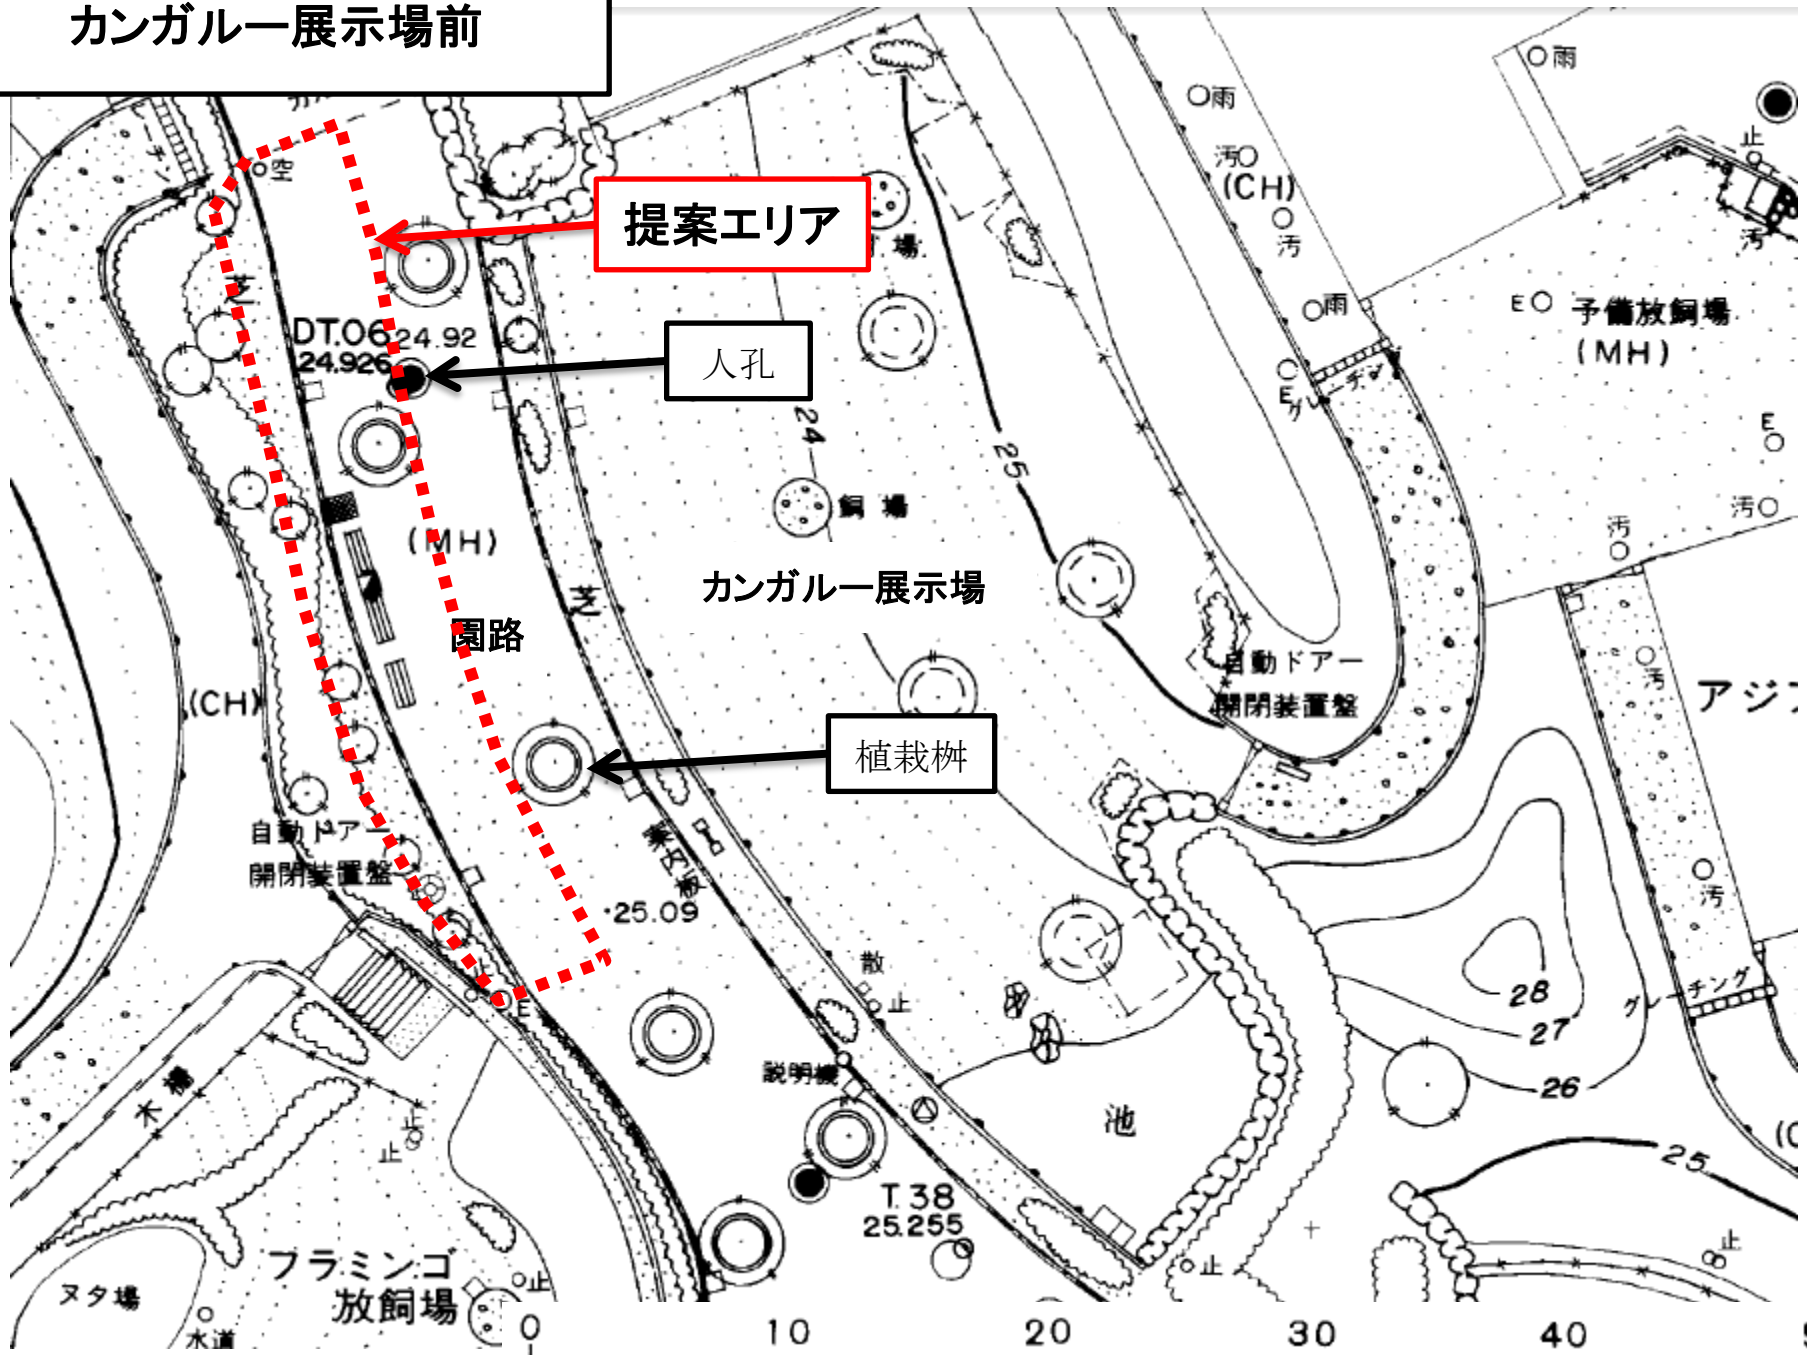 カンガルー展示場前
雨
雨
止
空
汚
(CH)
汚
汚
提案エリア
場
芝
雨
E
予備放飼場
(MH)
DT.06 24.92
24.926
人孔
E
グレーチング
24
25
E
飼場
汚
汚
(MH)
カンガルー展示場
芝
園路
自動ドアー
開閉装置盤
汚
(CH)
アジア
植栽桝
自動ドアー
開閉装置盤
案内板
25.09
汚
散
止
止
E
グレーチング
28
27
26
説明機
木柵
池
止
止
25
T.38
25.255
フラミンゴ
放飼場
止
止
止
ヌタ場
水道
0 10 20 30 40